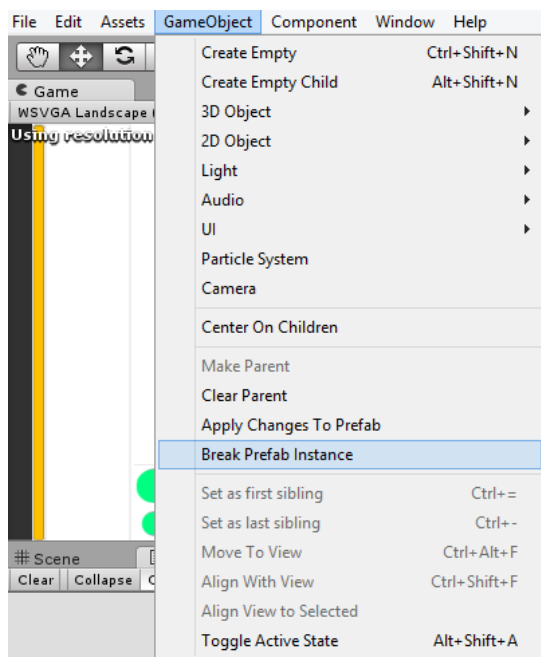 File Edit Assets GameObject Component Window Help
Create Empty Ctrl+Shift+N
Create Empty Child Alt+Shift+N
Game
3D Object
WSVGA Landscape (
2D Object
Using resolution
Light
Audio
UI
Particle System
Camera
Center On Children
Make Parent
Clear Parent
Apply Changes To Prefab
Break Prefab Instance
Set as first sibling Ctrl+=
Set as last sibling Ctrl+-
Move To View Ctrl+Alt+F
# Scene
Align With View Ctrl+Shift+F
Clear Collapse C
Align View to Selected
Toggle Active State Alt+Shift+A